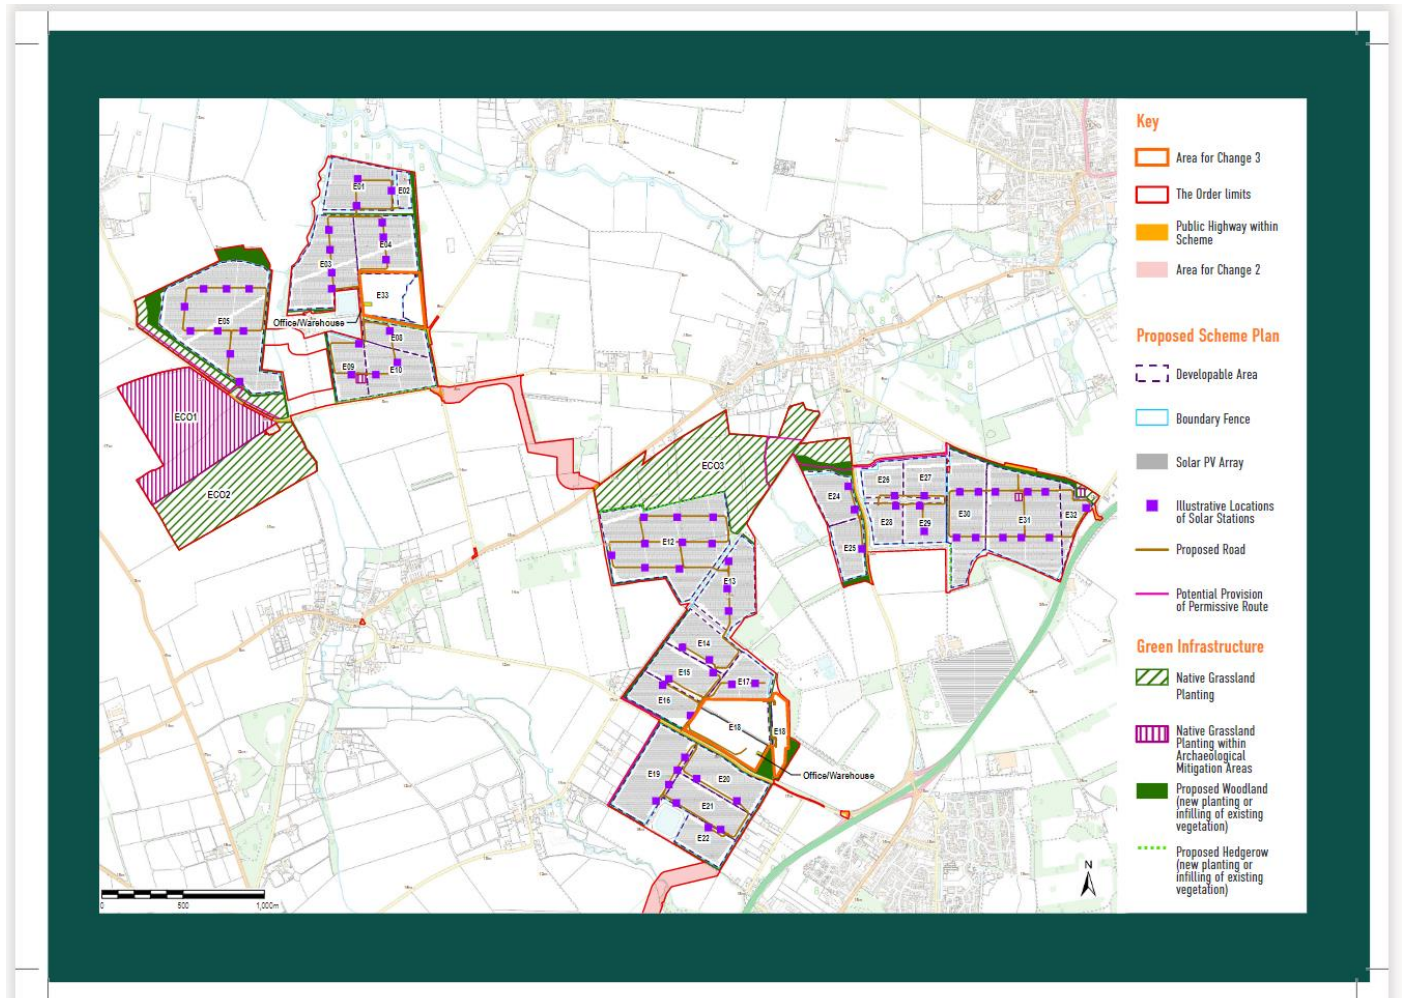 Key
Area for Change 3
The Order limits
Public Highway within
Scheme
Area for Change 2
Proposed Scheme Plan
Developable Area
Boundary Fence
Solar PV Array
Illustrative Locations
of Solar Stations
Proposed Road
Potential Provision
of Permissive Route
Green Infrastructure
Native Grassland
Planting
Native Grassland
Planting within
Archaeological
Mitigation Areas
Proposed Woodland
(new planting or
infilling of existing
vegetation)
Proposed Hedgerow
(new planting or
infilling of existing
vegetation)
E01
E02
E03
E04
E33
E05
Office/Warehouse
E08
E09
E10
ECO1
ECO2
ECO3
E24
E25
E26
E27
E28
E29
E30
E31
E32
E12
E13
E14
E15
E16
E17
E18
E18
Office/Warehouse
E19
E20
E21
E22
N
0
500
1,000m